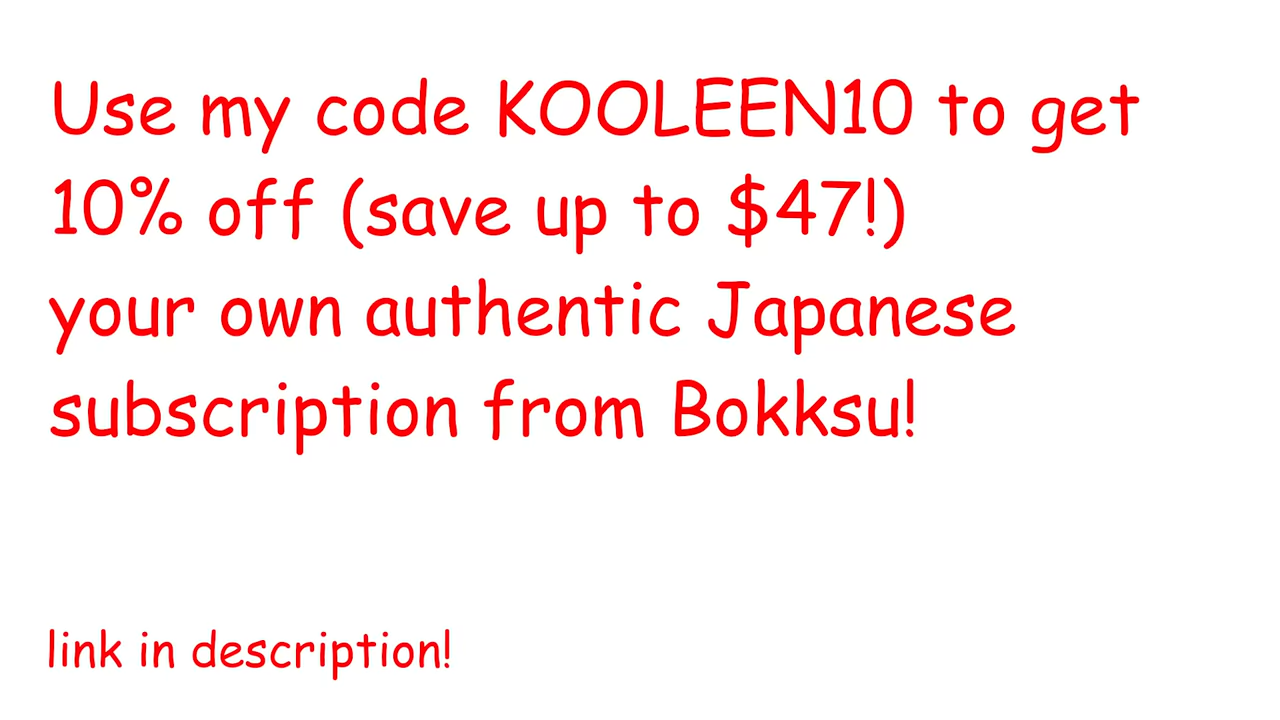 Use my code KOOLEEN10 to get
10% off (save up to $47!)
your own authentic Japanese
subscription from Bokksu!
link in description!